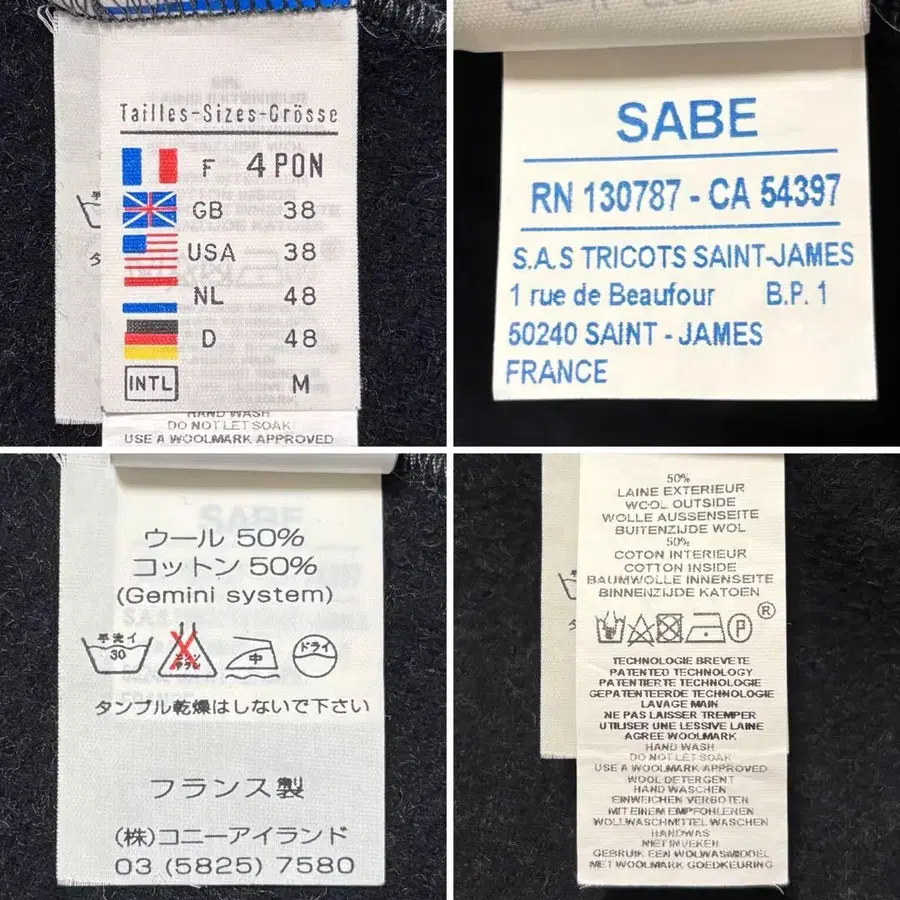 Tailles-Sizes-Grösse
F 4 PON
GB 38
USA 38
NL 48
D 48
INTL M
HAND WASH
DO NOT LET SOAK
USE A WOOLMARK APPROVED
SABE
RN 130787 - CA 54397
S.A.S TRICOTS SAINT-JAMES
1 rue de Beaufour B.P. 1
50240 SAINT - JAMES
FRANCE
ウール 50%
コットン 50%
(Gemini system)
手洗イ
30
中
ドライ
タンブル乾燥はしないで下さい
フランス製
(株)コニーアイランド
03 (5825) 7580
50%
LAINE EXTERIEUR
WOOL OUTSIDE
WOLLE AUSSENSEITE
BUITENZIJDE WOL
50%
COTON INTERIEUR
COTTON INSIDE
BAUMWOLLE INNENSEITE
BINNENZIJDE KATOEN
P ®
TECHNOLOGIE BREVETE
PATENTED TECHNOLOGY
PATENTIERTE TECHNOLOGIE
GEPATENTEERDE TECHNOLOGIE
LAVAGE MAIN
NE PAS LAISSER TREMPER
UTILISER UNE LESSIVE LAINE
AGREE WOOLMARK
HAND WASH
DO NOT LET SOAK
USE A WOOLMARK APPROVED
WOOL DETERGENT
HAND WASCHEN
EINWEICHEN VERBOTEN
MIT EINEM EMPFOHLENEN
WOLLWASCHMITTEL WASCHEN
HANDWAS
NIET INVEKEN
GEBRUIK EEN WOLWASMIDDEL
MET WOOLMARK GOEDKEURING